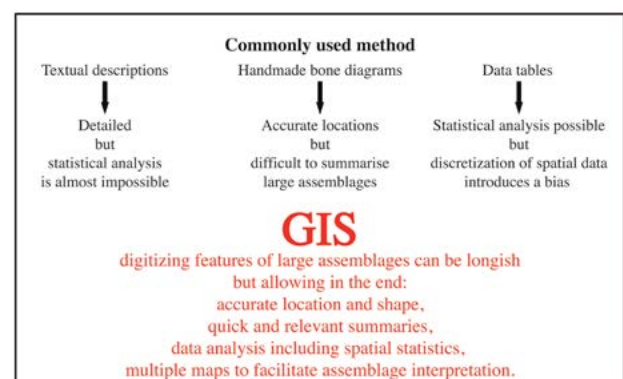 Commonly used method
Textual descriptions
Handmade bone diagrams
Data tables
Detailed
but
statistical analysis
is almost impossible
Accurate locations
but
difficult to summarise
large assemblages
Statistical analysis possible
but
discretization of spatial data
introduces a bias
GIS
digitizing features of large assemblages can be longish
but allowing in the end:
accurate location and shape,
quick and relevant summaries,
data analysis including spatial statistics,
multiple maps to facilitate assemblage interpretation.